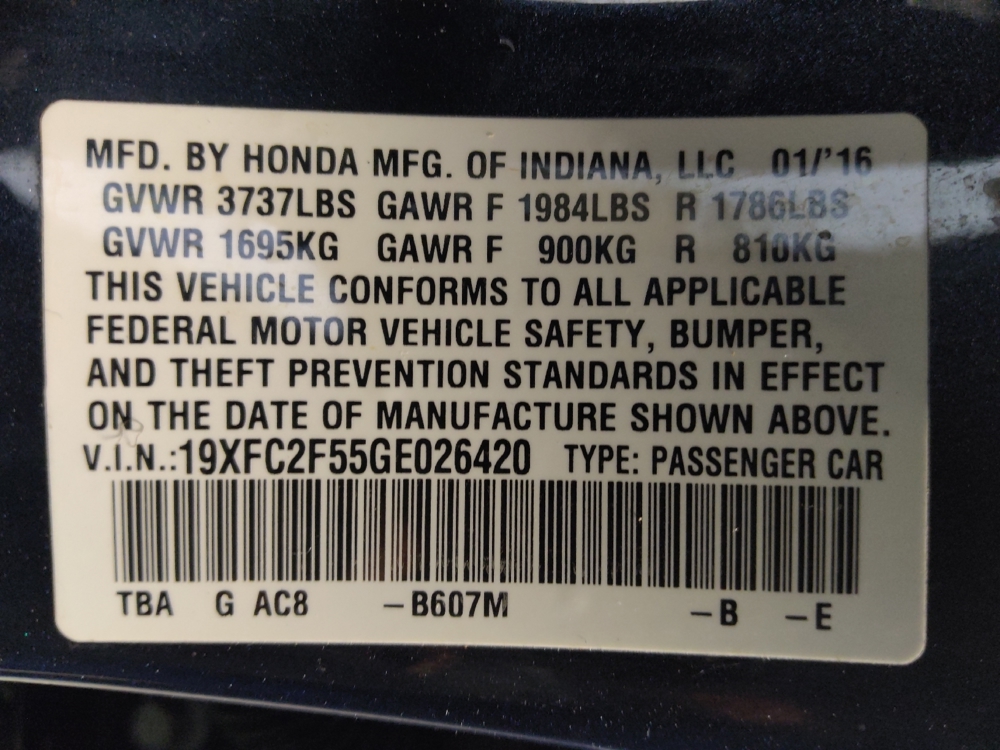 MFD. BY HONDA MFG. OF INDIANA, LLC 01/'16
GVWR 3737LBS GAWR F 1984LBS R 1786LBS
GVWR 1695KG GAWR F 900KG R 810KG
THIS VEHICLE CONFORMS TO ALL APPLICABLE
FEDERAL MOTOR VEHICLE SAFETY, BUMPER,
AND THEFT PREVENTION STANDARDS IN EFFECT
ON THE DATE OF MANUFACTURE SHOWN ABOVE.
V.I.N.:19XFC2F55GE026420 TYPE: PASSENGER CAR
TBA G AC8 –B607M –B –E